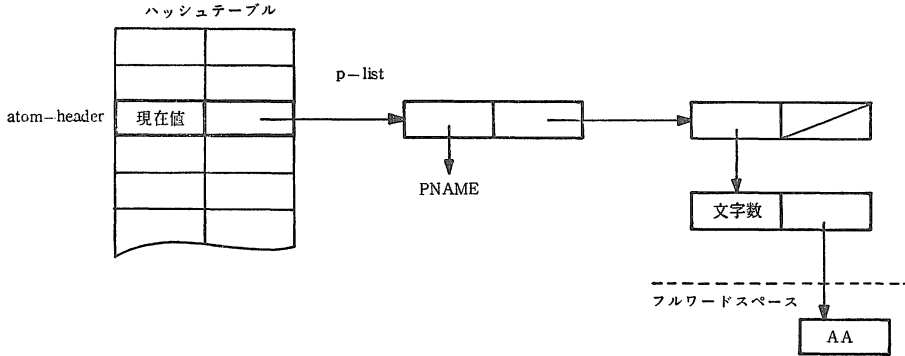 ハッシュテーブル
p−list
atom−header
現在値
PNAME
文字数
フルワードスペース
AA